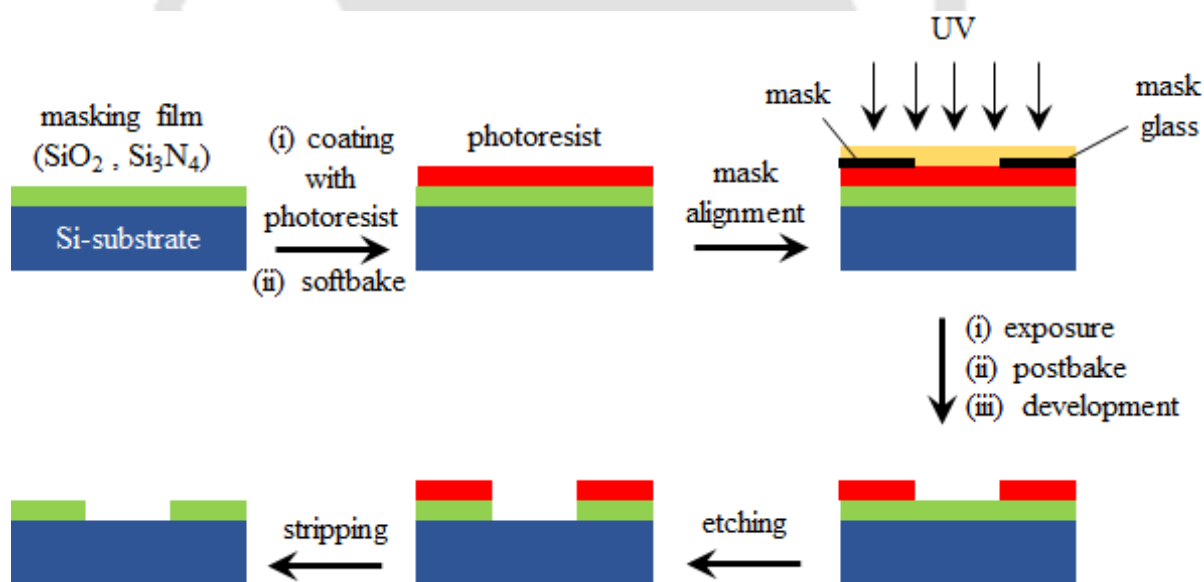 masking film
(SiO₂ , Si₃N₄)
Si-substrate
(i) coating
with
photoresist
(ii) softbake
photoresist
mask
alignment
UV
mask
mask
glass
(i) exposure
(ii) postbake
(iii) development
etching
stripping